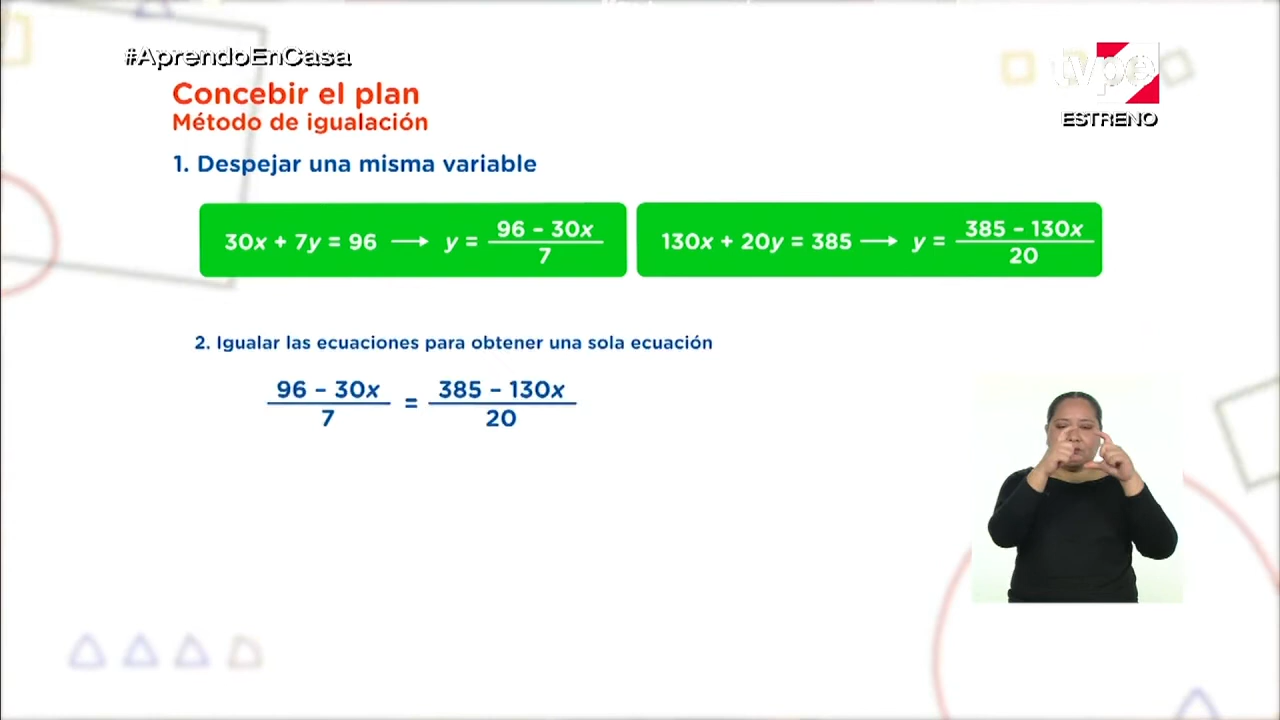 #AprendoEnCasa
tvpe
ESTRENO
Concebir el plan
Método de igualación
1. Despejar una misma variable
30x + 7y = 96 → y = (96 – 30x)/7
130x + 20y = 385 → y = (385 – 130x)/20
2. Igualar las ecuaciones para obtener una sola ecuación
(96 – 30x)/7 = (385 – 130x)/20